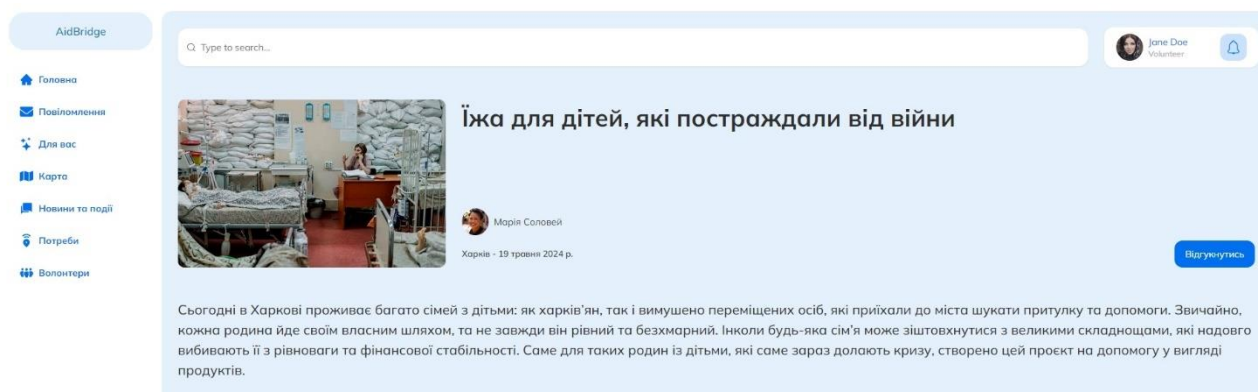 AidBridge
Type to search...
Jane Doe
Volunteer
Головна
Повіломлення
Для вас
Карта
Новини та події
Потреби
Волонтери
Їжа для дітей, які постраждали від війни
Марія Соловей
Харків - 19 травня 2024 р.
Відгукнутись
Сьогодні в Харкові проживає багато сімей з дітьми: як харків'ян, так і вимушено переміщених осіб, які приїхали до міста шукати притулку та допомоги. Звичайно,
кожна родина йде своїм власним шляхом, та не завжди він рівний та безхмарний. Інколи будь-яка сім'я може зіштовхнутися з великими складнощами, які надовго
вибивають її з рівноваги та фінансової стабільності. Саме для таких родин із дітьми, які саме зараз долають кризу, створено цей проєкт на допомогу у вигляді
продуктів.